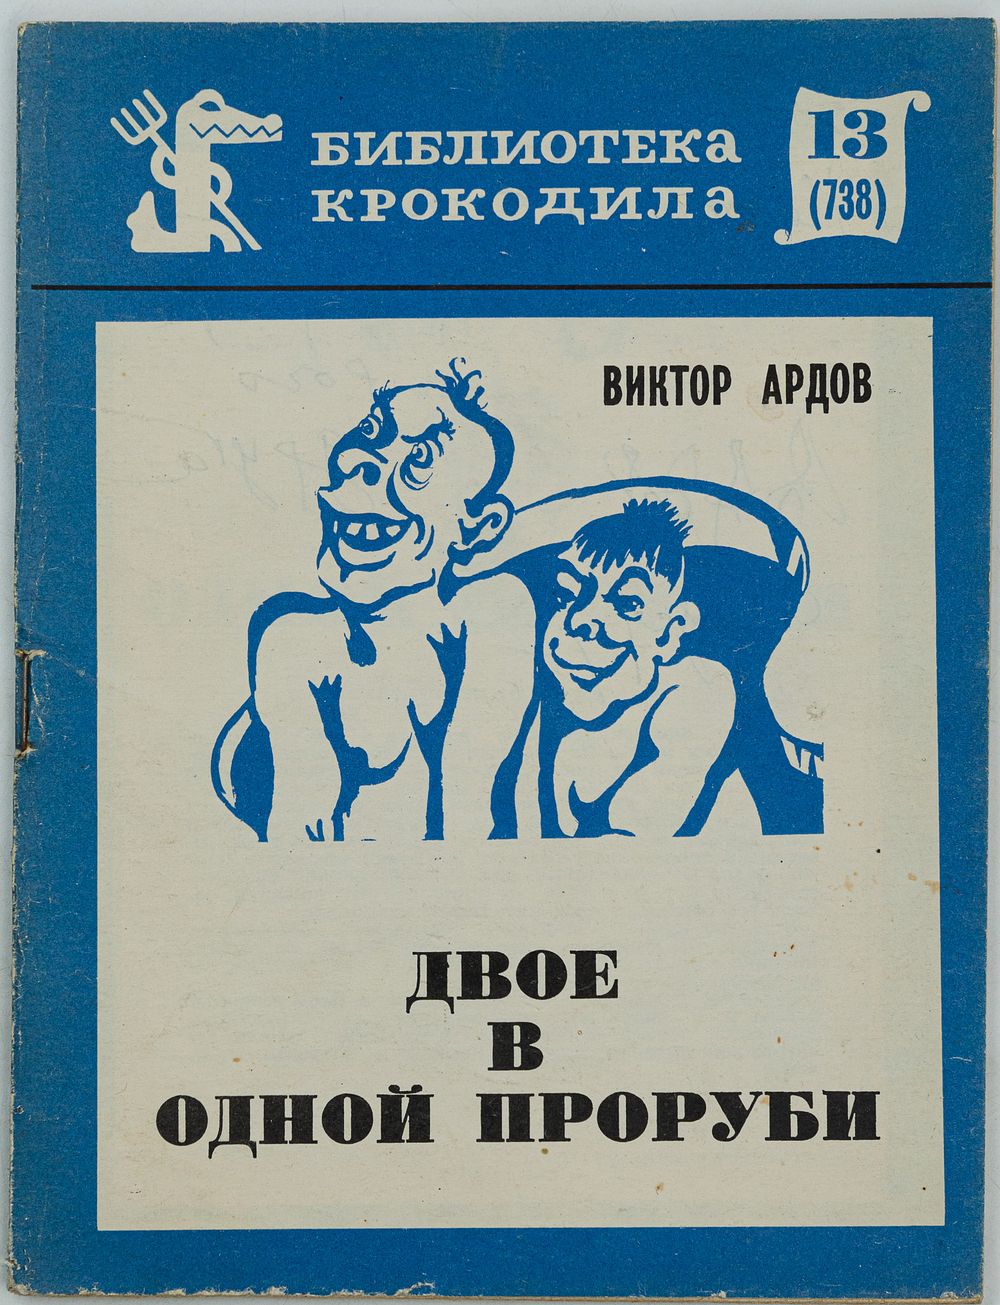 БИБЛИОТЕКА
КРОКОДИЛА
13
(738)
ВИКТОР АРДОВ
ДВОЕ
В
ОДНОЙ ПРОРУБИ